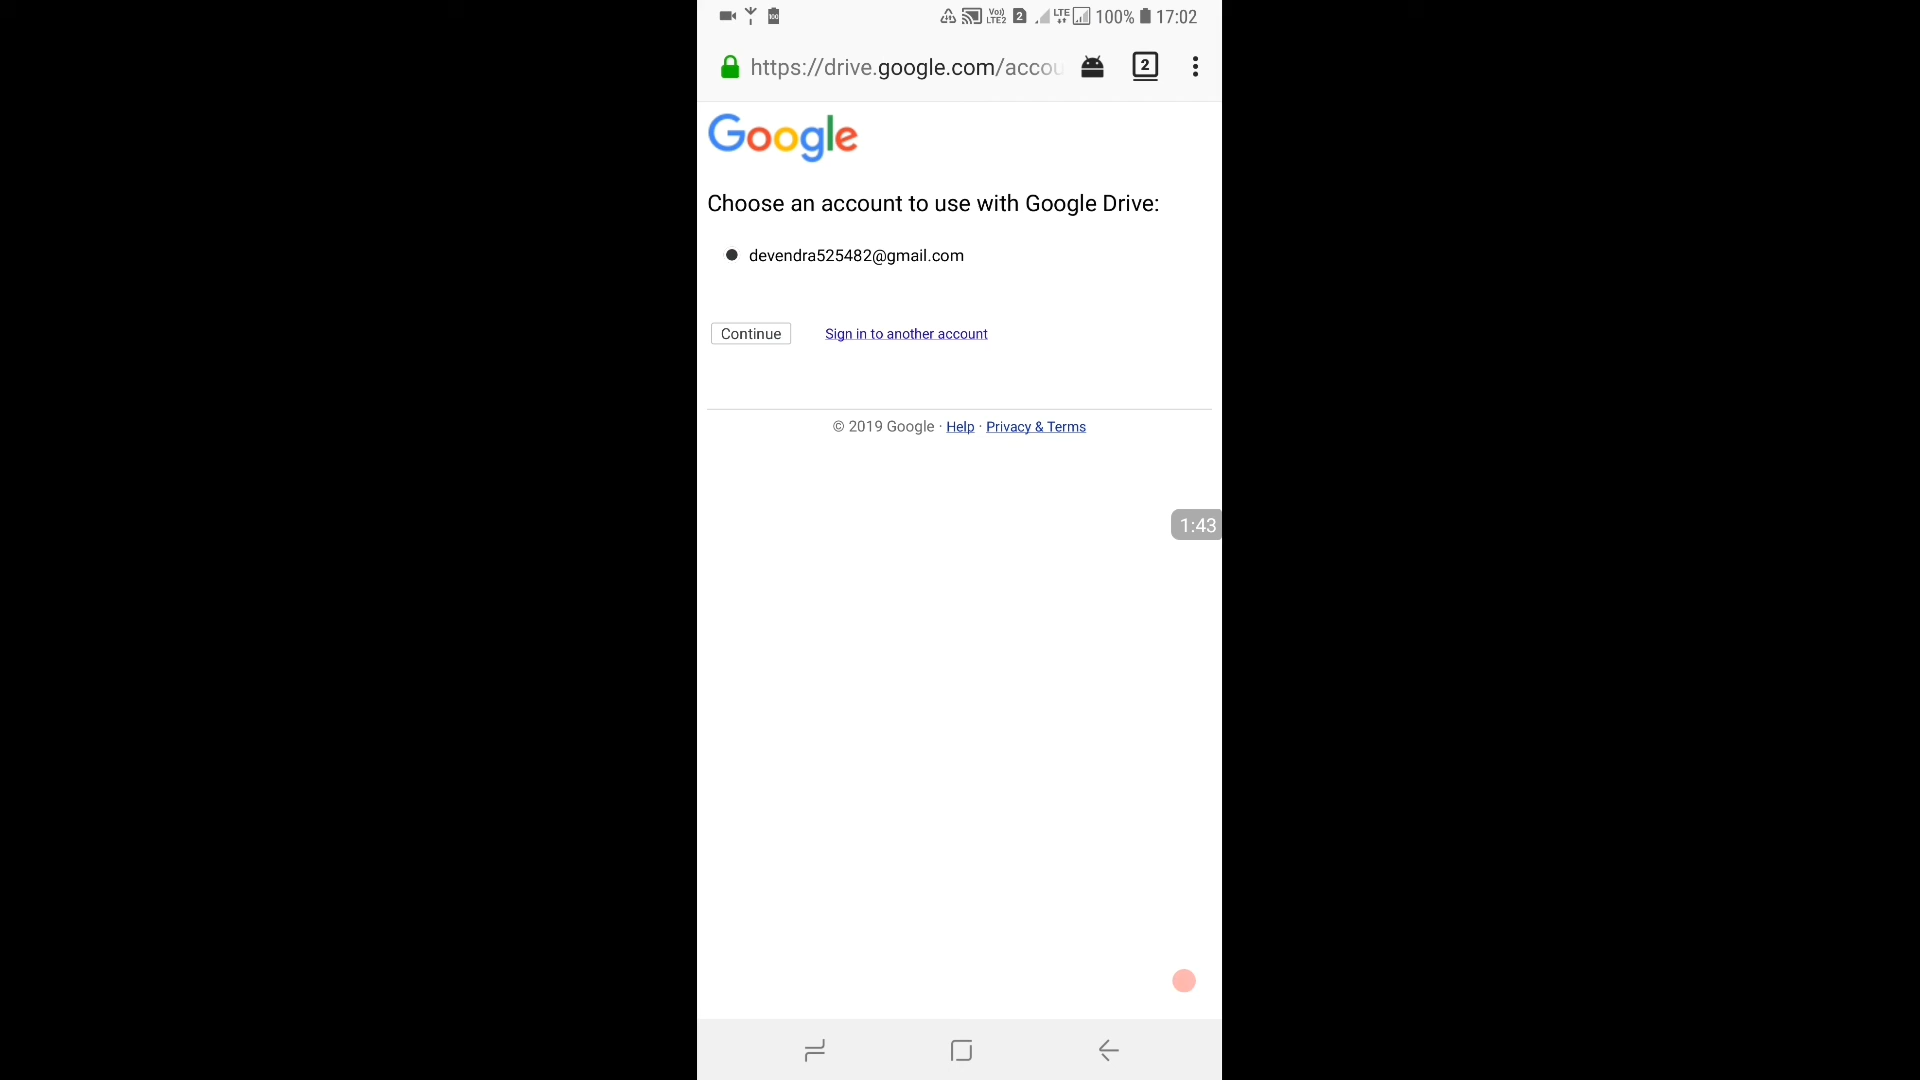 100% 17:02
https://drive.google.com/accou
2
Google
Choose an account to use with Google Drive:
devendra525482@gmail.com
Continue Sign in to another account
© 2019 Google · Help · Privacy & Terms
1:43